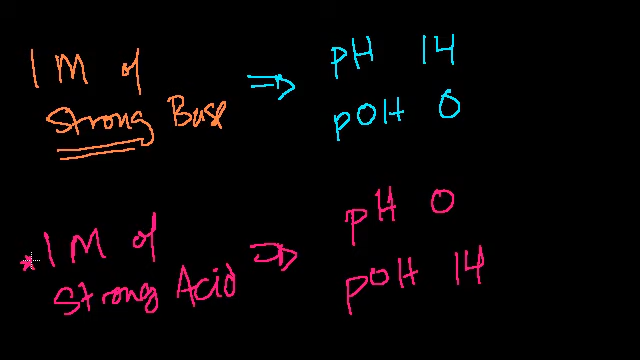 1 M of
Strong Base
⇒
pH 14
pOH 0
* 1 M of
Strong Acid
⇒
pH 0
pOH 14